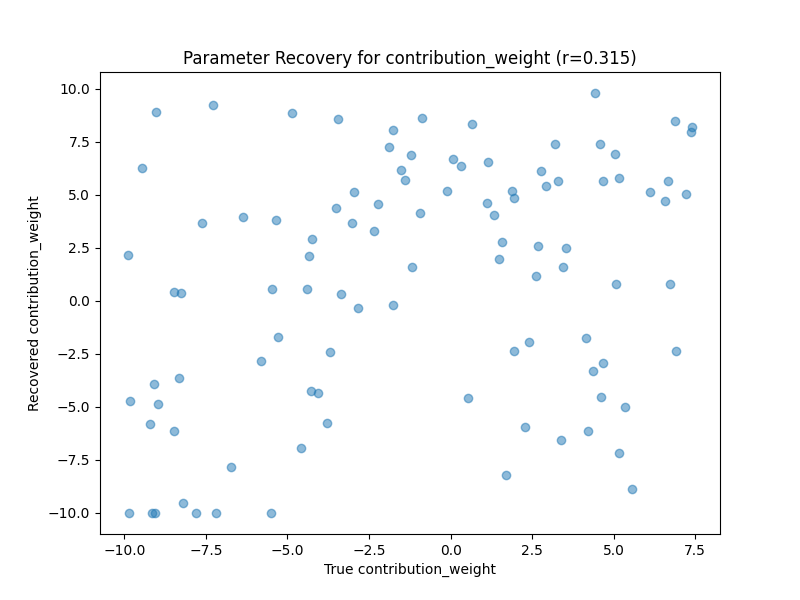 Parameter Recovery for contribution_weight (r=0.315)
10.0
7.5
5.0
2.5
0.0
−2.5
−5.0
−7.5
−10.0
Recovered contribution_weight
−10.0 −7.5 −5.0 −2.5 0.0 2.5 5.0 7.5
True contribution_weight